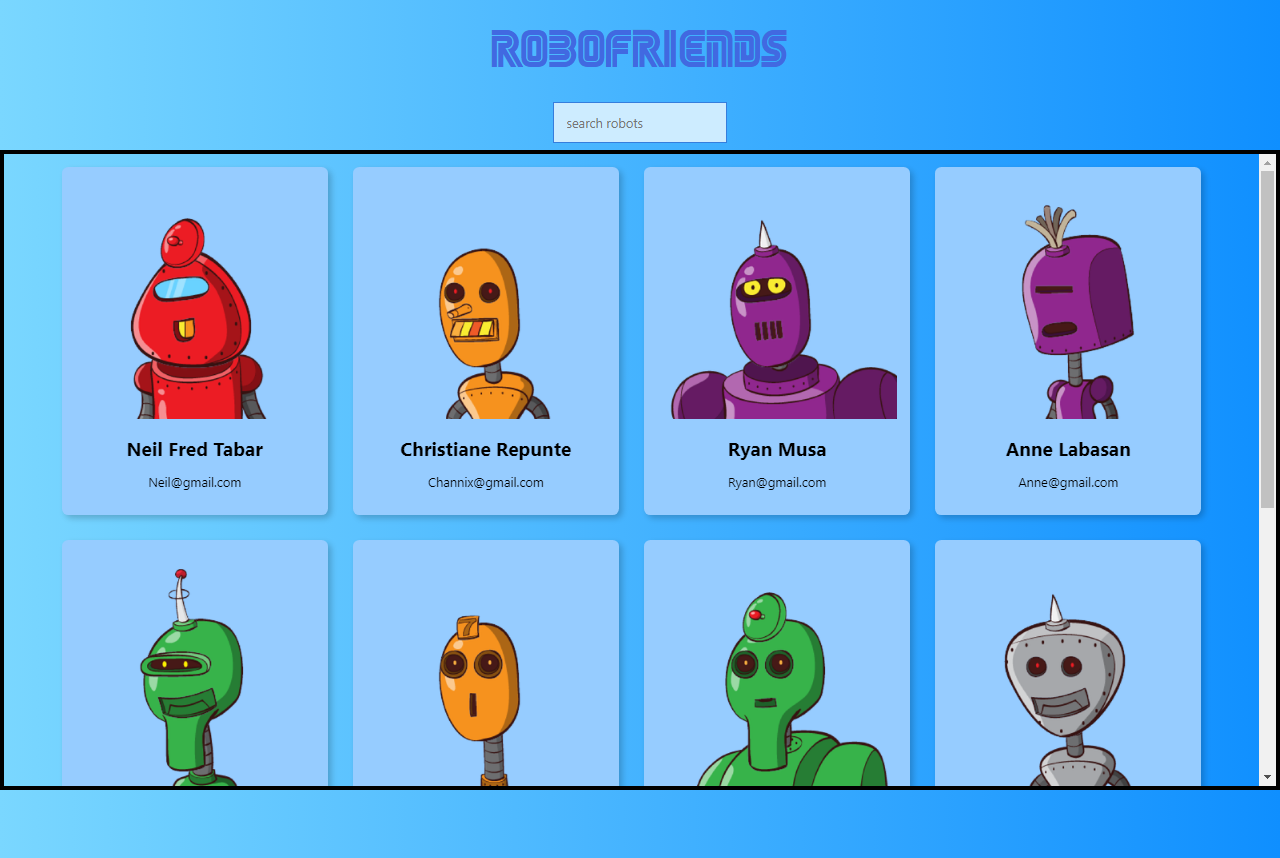 ROBOFRIENDS
search robots
Neil Fred Tabar
Neil@gmail.com
Christiane Repunte
Channix@gmail.com
Ryan Musa
Ryan@gmail.com
Anne Labasan
Anne@gmail.com
7